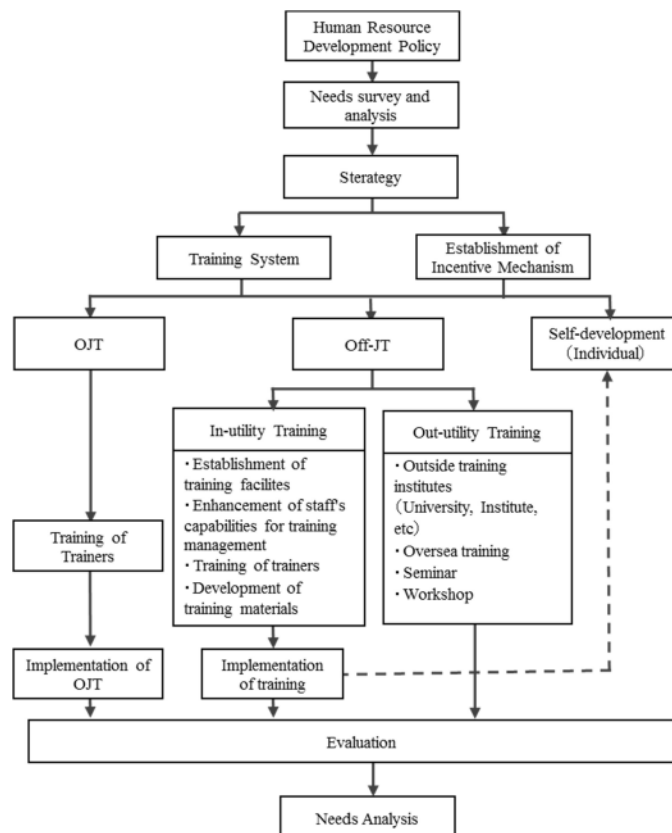 Human Resource
Development Policy
Needs survey and
analysis
Sterategy
Training System
Establishment of
Incentive Mechanism
OJT
Off-JT
Self-development
(Individual)
In-utility Training
・Establishment of
training facilites
・Enhancement of staff's
capabilities for training
management
・Training of trainers
・Development of
training materials
Out-utility Training
・Outside training
institutes
(University, Institute,
etc)
・Oversea training
・Seminar
・Workshop
Training of
Trainers
Implementation of
OJT
Implementation
of training
Evaluation
Needs Analysis